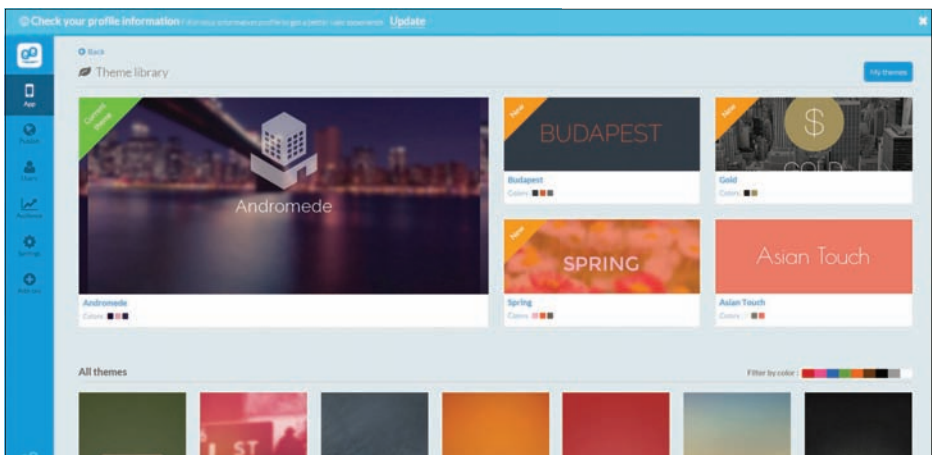 Check your profile information
Update
Back
Theme library
My themes
App
Current theme
Andromede
Andromede
Colors
New
BUDAPEST
Budapest
Colors
New
$
GOLD
Gold
Colors
New
SPRING
Spring
Colors
Asian Touch
Asian Touch
Colors
Users
Audience
Settings
Add-ons
All themes
Filter by color :
ST